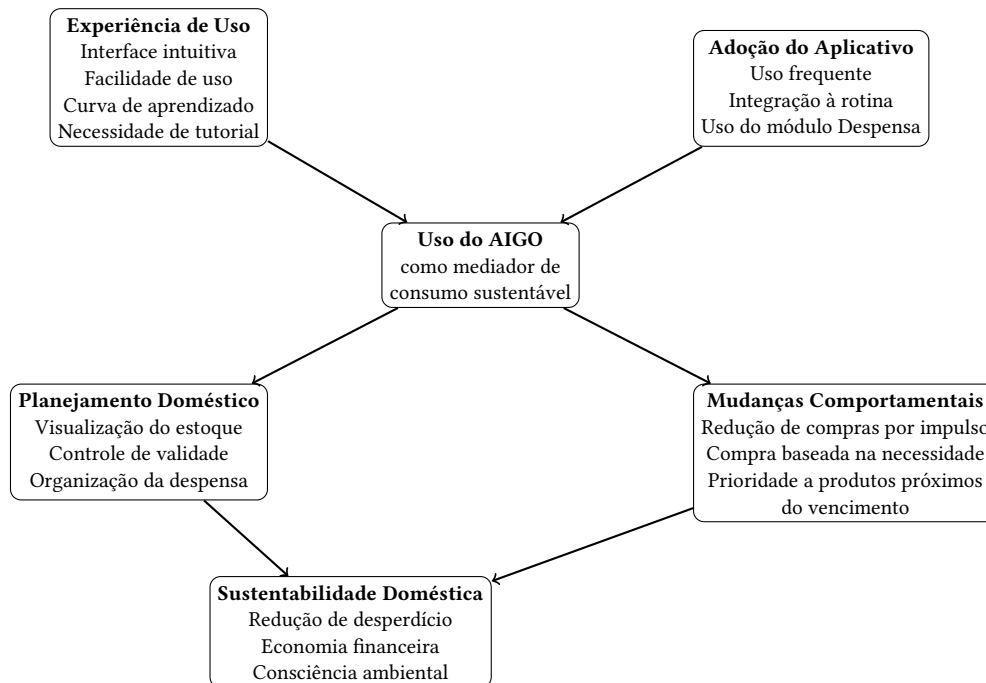 Experiência de Uso
Interface intuitiva
Facilidade de uso
Curva de aprendizado
Necessidade de tutorial
Adoção do Aplicativo
Uso frequente
Integração à rotina
Uso do módulo Despensa
Uso do AIGO
como mediador de
consumo sustentável
Planejamento Doméstico
Visualização do estoque
Controle de validade
Organização da despensa
Mudanças Comportamentais
Redução de compras por impulso
Compra baseada na necessidade
Prioridade a produtos próximos
do vencimento
Sustentabilidade Doméstica
Redução de desperdício
Economia financeira
Consciência ambiental